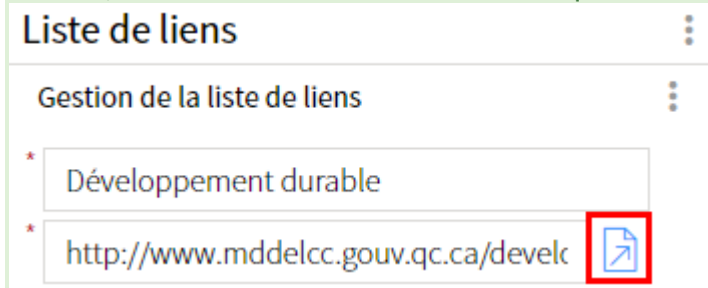 Liste de liens
Gestion de la liste de liens
* Développement durable
* http://www.mddelcc.gouv.qc.ca/develo